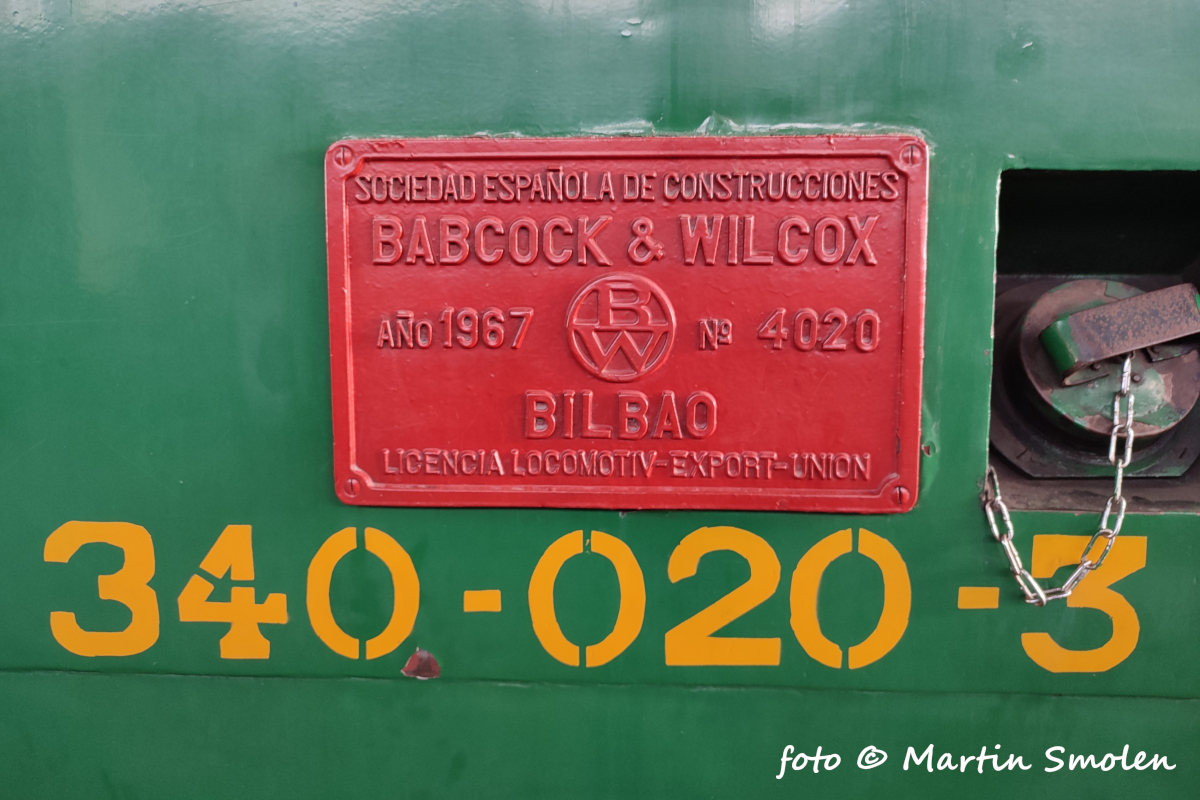 SOCIEDAD ESPAÑOLA DE CONSTRUCCIONES
BABCOCK & WILCOX
AÑO 1967 BW Nº 4020
BILBAO
LICENCIA LOCOMOTIV-EXPORT-UNION
340-020-3
foto © Martin Smolen